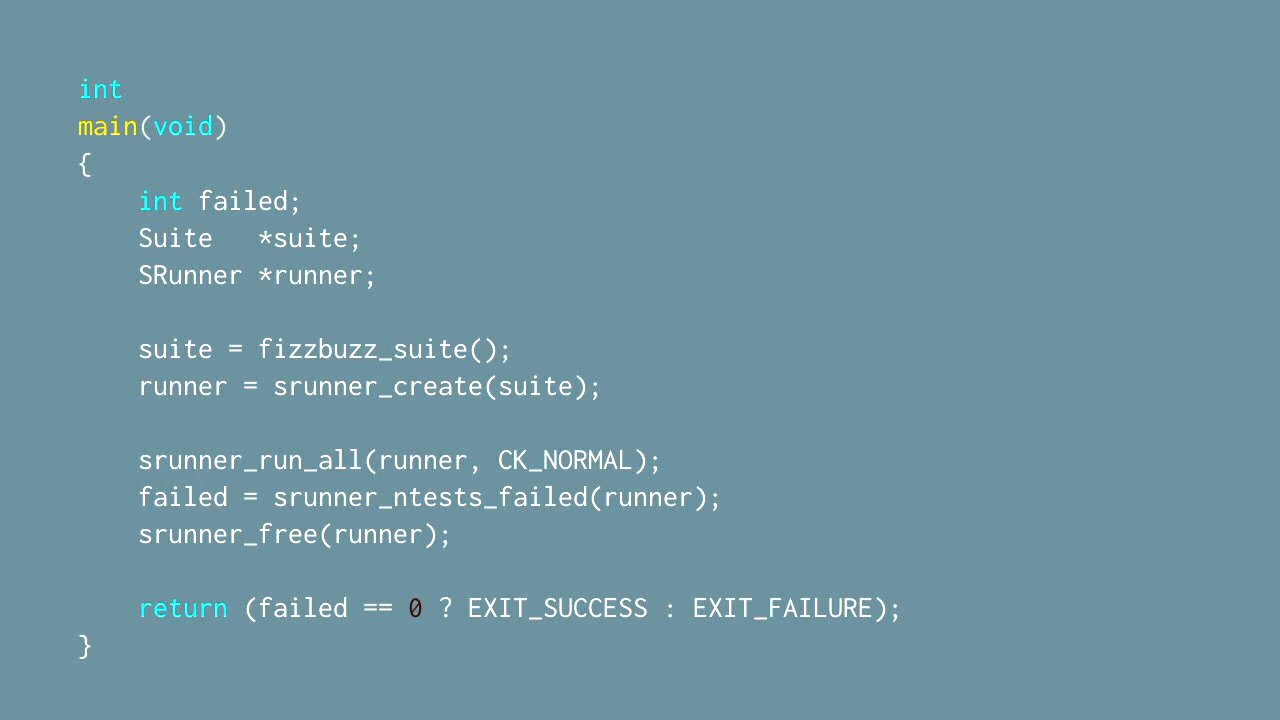 int
main(void)
{
    int failed;
    Suite   *suite;
    SRunner *runner;

    suite = fizzbuzz_suite();
    runner = srunner_create(suite);

    srunner_run_all(runner, CK_NORMAL);
    failed = srunner_ntests_failed(runner);
    srunner_free(runner);

    return (failed == 0 ? EXIT_SUCCESS : EXIT_FAILURE);
}